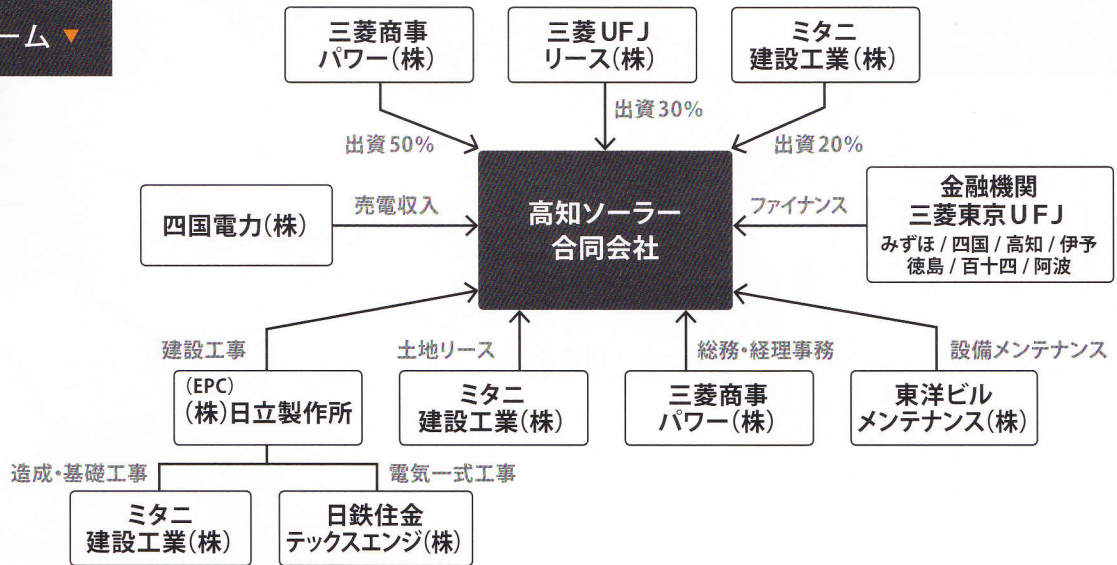 ーム ▼
三菱商事
パワー(株)
三菱UFJ
リース(株)
ミタニ
建設工業(株)
出資50%
出資30%
出資20%
四国電力(株)
売電収入
高知ソーラー
合同会社
ファイナンス
金融機関
三菱東京UFJ
みずほ / 四国 / 高知 / 伊予
徳島 / 百十四 / 阿波
建設工事
土地リース
総務・経理事務
設備メンテナンス
(EPC)
(株)日立製作所
ミタニ
建設工業(株)
三菱商事
パワー(株)
東洋ビル
メンテナンス(株)
造成・基礎工事
電気一式工事
ミタニ
建設工業(株)
日鉄住金
テックスエンジ(株)